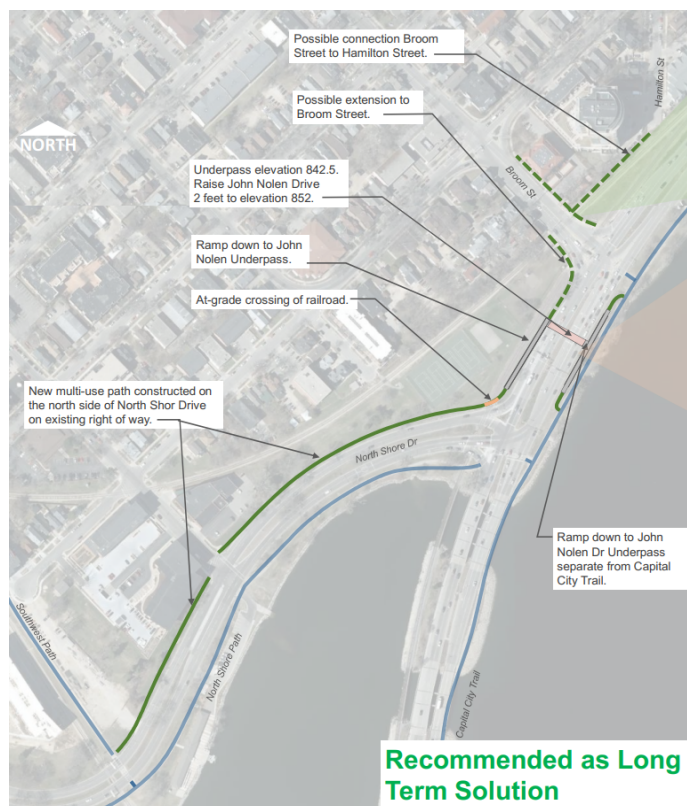 Possible connection Broom
Street to Hamilton Street.
Hamilton St
Possible extension to
Broom Street.
NORTH
Underpass elevation 842.5.
Raise John Nolen Drive
2 feet to elevation 852.
Broom St
Ramp down to John
Nolen Underpass.
At-grade crossing of railroad.
New multi-use path constructed on
the north side of North Shor Drive
on existing right of way.
North Shore Dr
Ramp down to John
Nolen Dr Underpass
separate from Capital
City Trail.
Southwest Path
North Shore Path
Capital City Trail
Recommended as Long
Term Solution